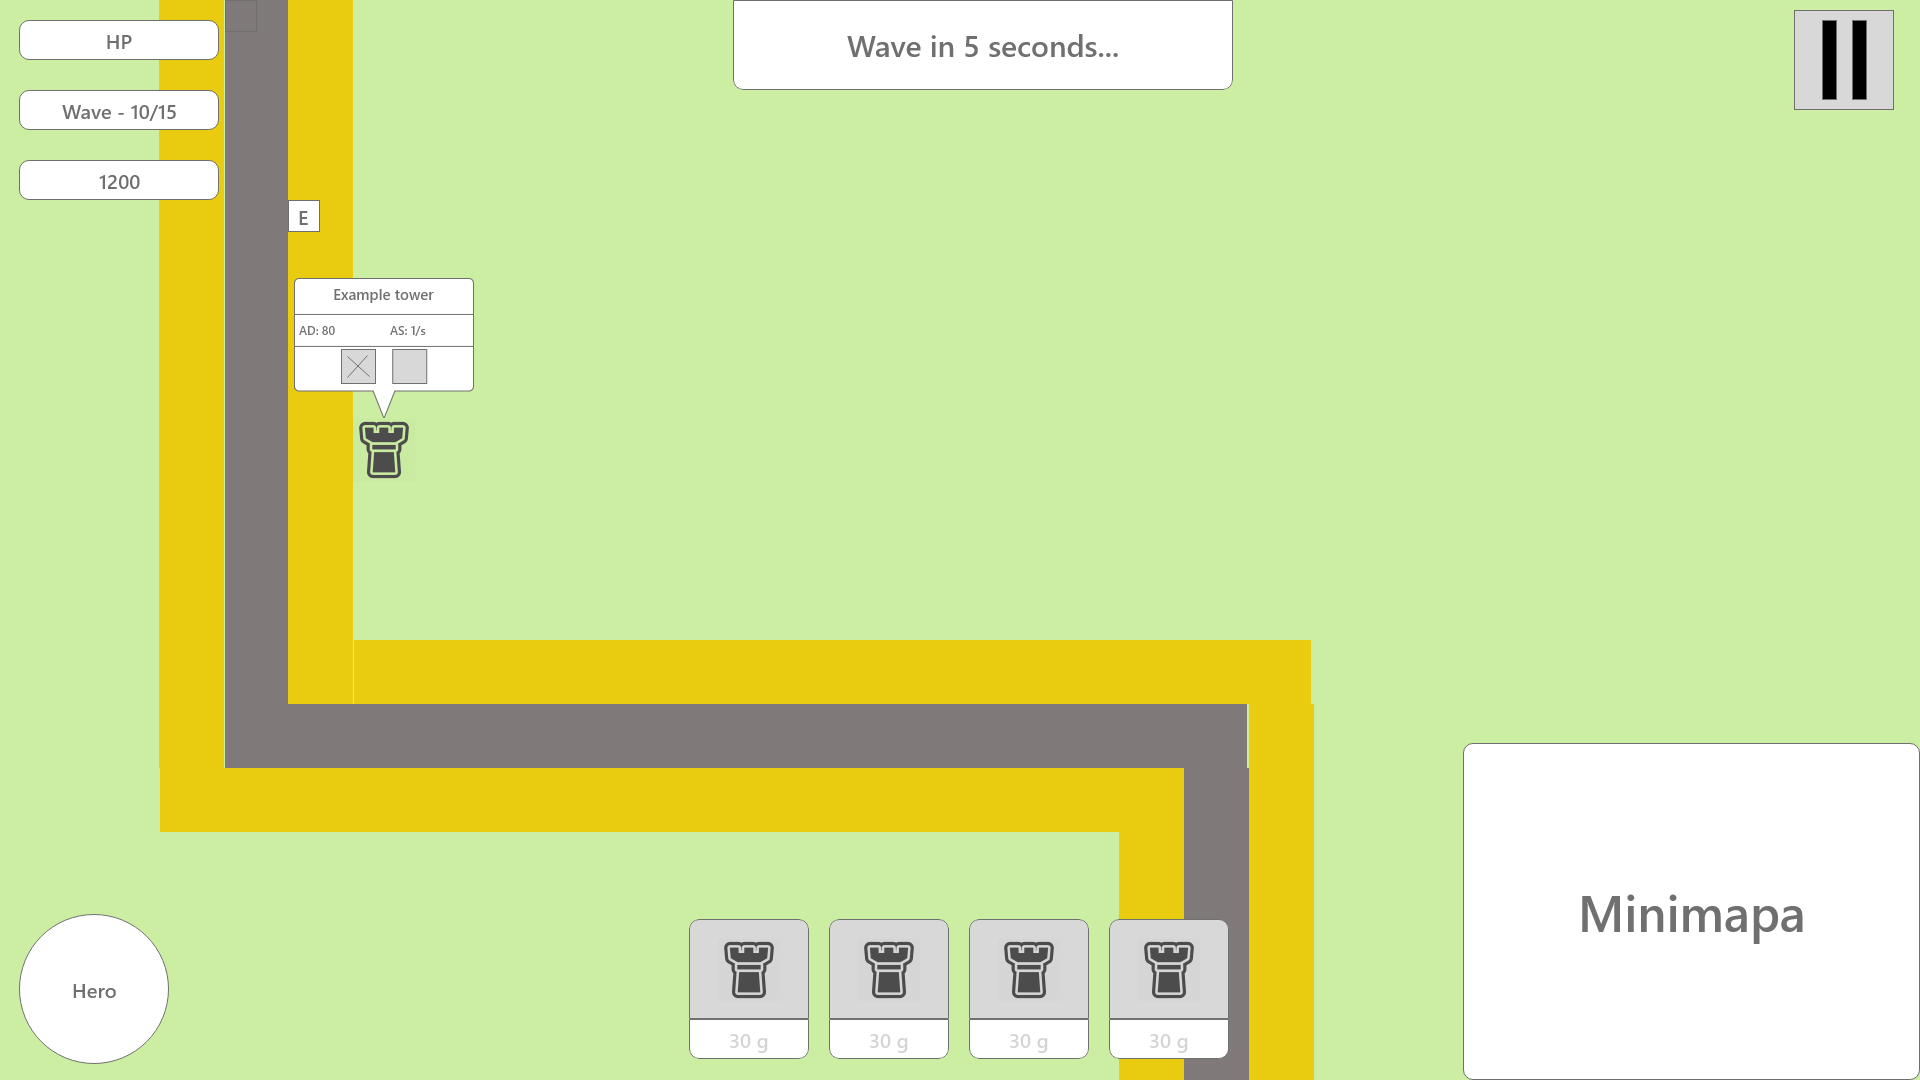 HP
Wave in 5 seconds...
Wave - 10/15
1200
E
Example tower
AD: 80 AS: 1/s
Minimapa
Hero
30 g 30 g 30 g 30 g